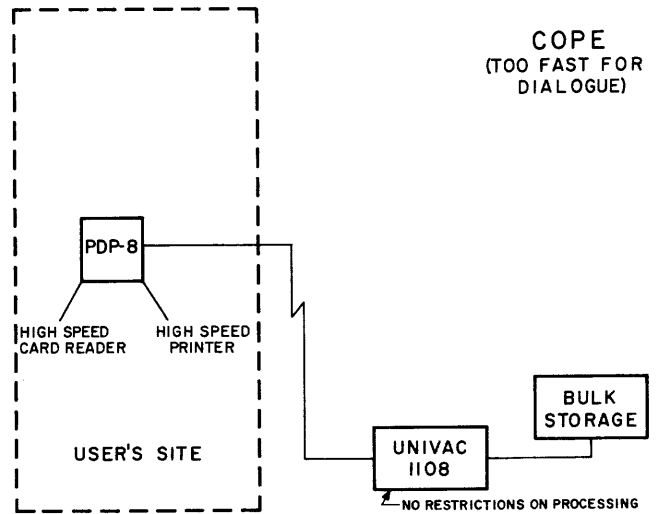 COPE
(TOO FAST FOR
DIALOGUE)
PDP-8
HIGH SPEED
CARD READER
HIGH SPEED
PRINTER
USER'S SITE
UNIVAC
1108
BULK
STORAGE
NO RESTRICTIONS ON PROCESSING